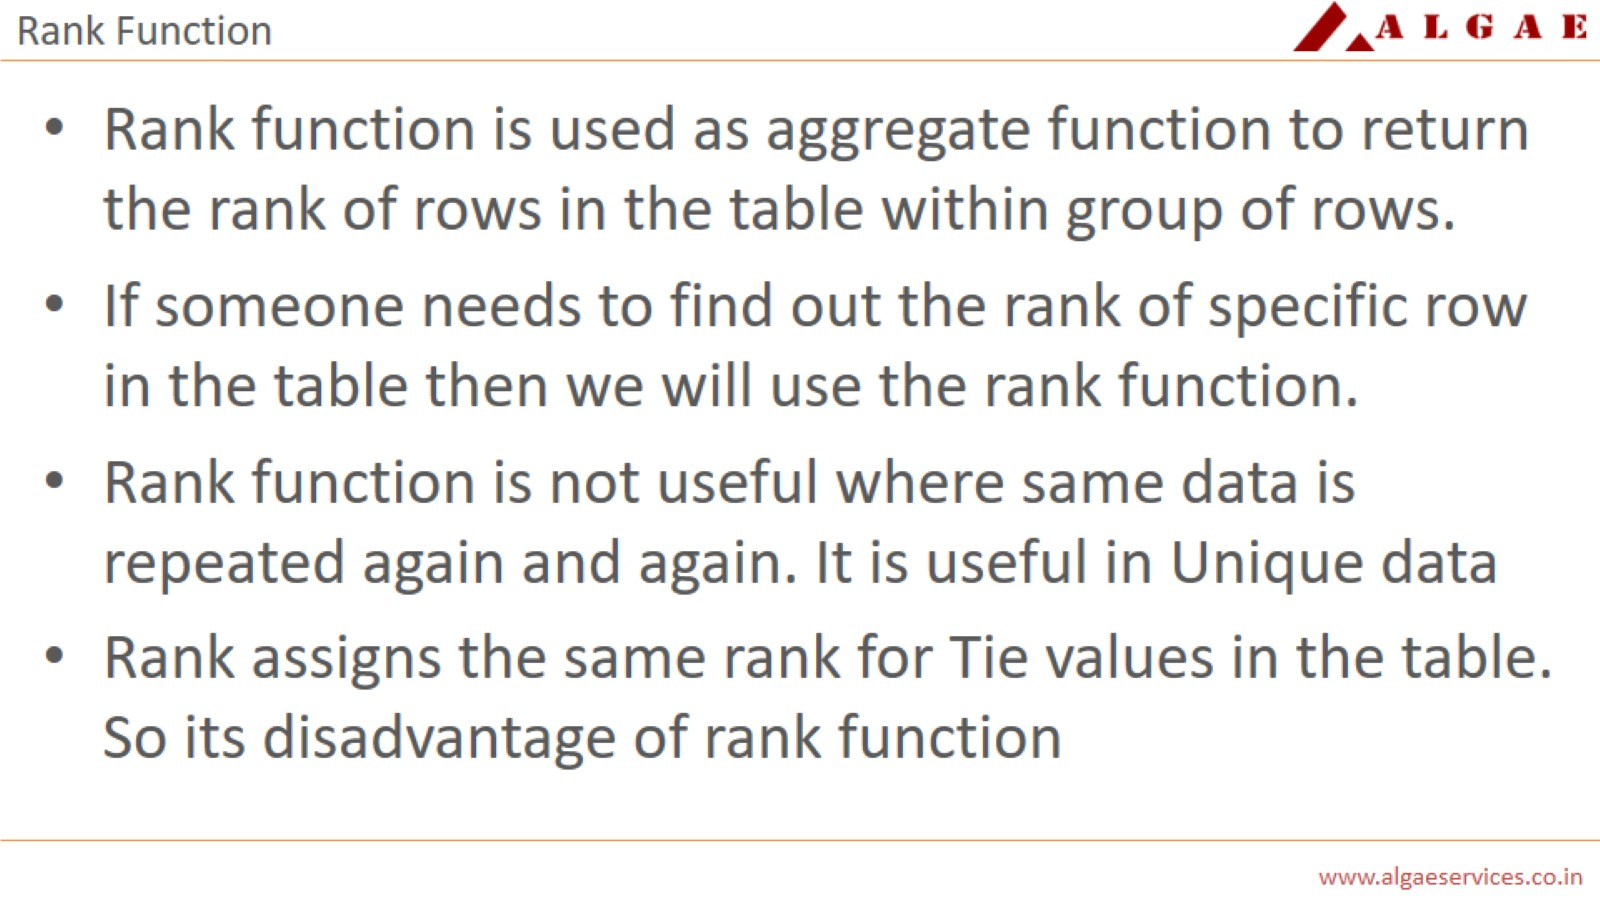 Rank Function
ALGAE
• Rank function is used as aggregate function to return
the rank of rows in the table within group of rows.
• If someone needs to find out the rank of specific row
in the table then we will use the rank function.
• Rank function is not useful where same data is
repeated again and again. It is useful in Unique data
• Rank assigns the same rank for Tie values in the table.
So its disadvantage of rank function
www.algaeservices.co.in